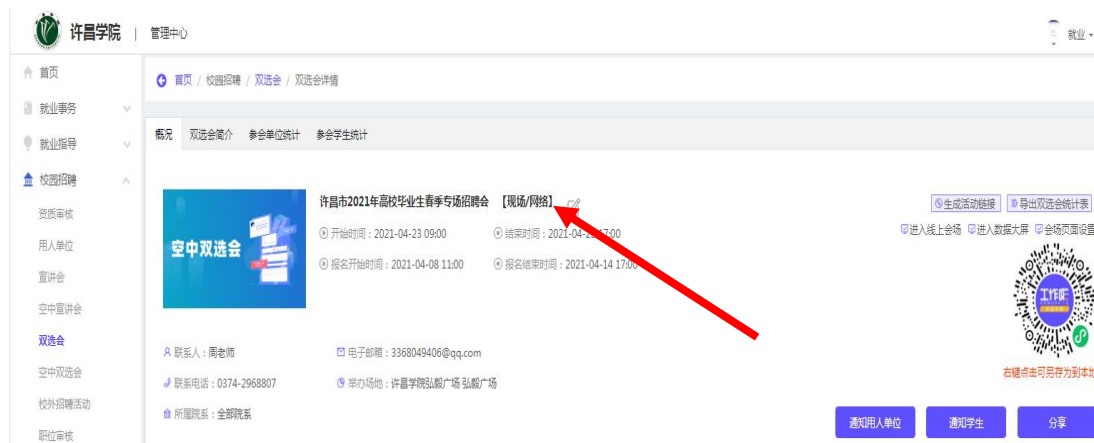 许昌学院 | 管理中心
就业
首页
就业事务
就业指导
校园招聘
资质审核
用人单位
宣讲会
空中宣讲会
双选会
空中双选会
校外招聘活动
职位审核
首页 / 校园招聘 / 双选会 / 双选会详情
概况 双选会简介 参会单位统计 参会学生统计
空中双选会
许昌市2021年高校毕业生春季专场招聘会 【现场/网络】
开始时间：2021-04-23 09:00 结束时间：2021-04-23 17:00
报名开始时间：2021-04-08 11:00 报名结束时间：2021-04-14 17:00
联系人：周老师 电子邮箱：3368049406@qq.com
联系电话：0374-2968807 举办场地：许昌学院弘毅广场 弘毅广场
所属院系：全部院系
生成活动链接 导出双选会统计表
进入线上会场 进入数据大屏 会场页面设置
工作啦
右键点击可另存为到本地
通知用人单位 通知学生 分享